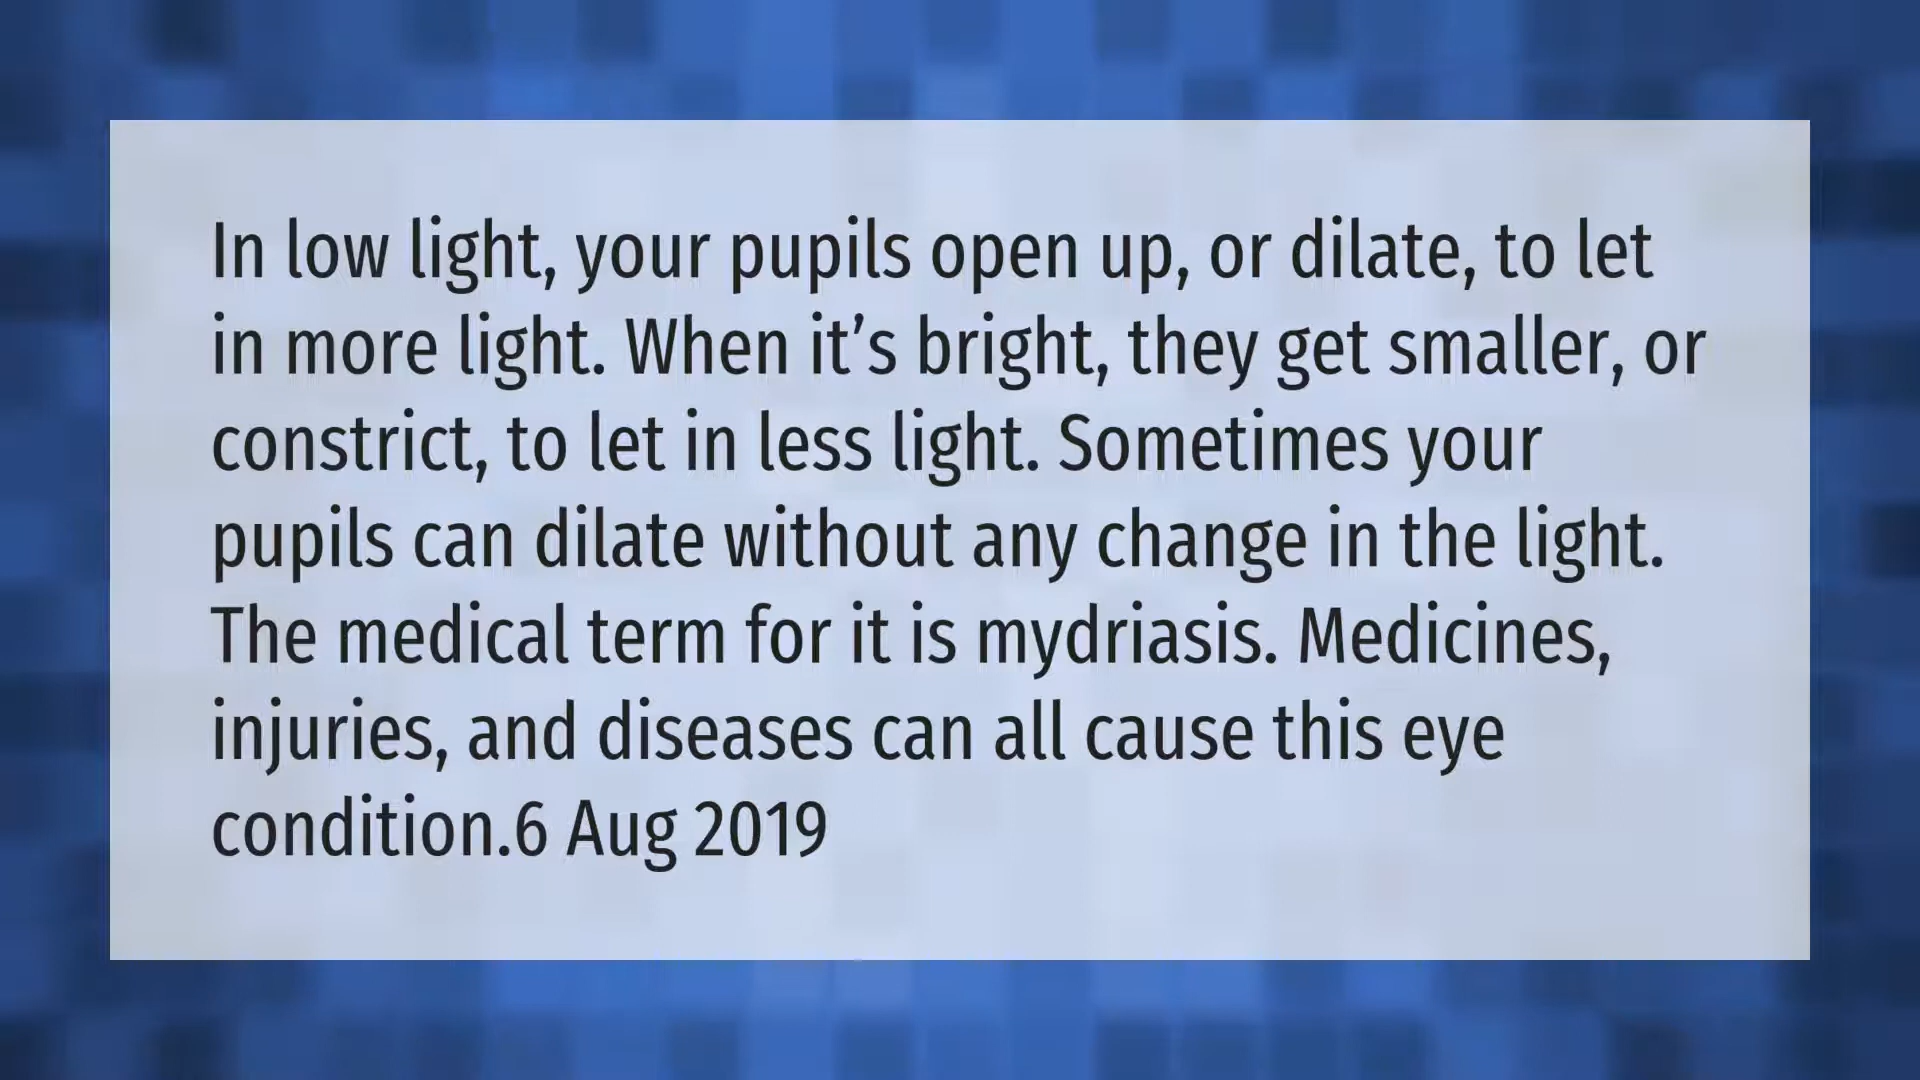 In low light, your pupils open up, or dilate, to let
in more light. When it’s bright, they get smaller, or
constrict, to let in less light. Sometimes your
pupils can dilate without any change in the light.
The medical term for it is mydriasis. Medicines,
injuries, and diseases can all cause this eye
condition.6 Aug 2019